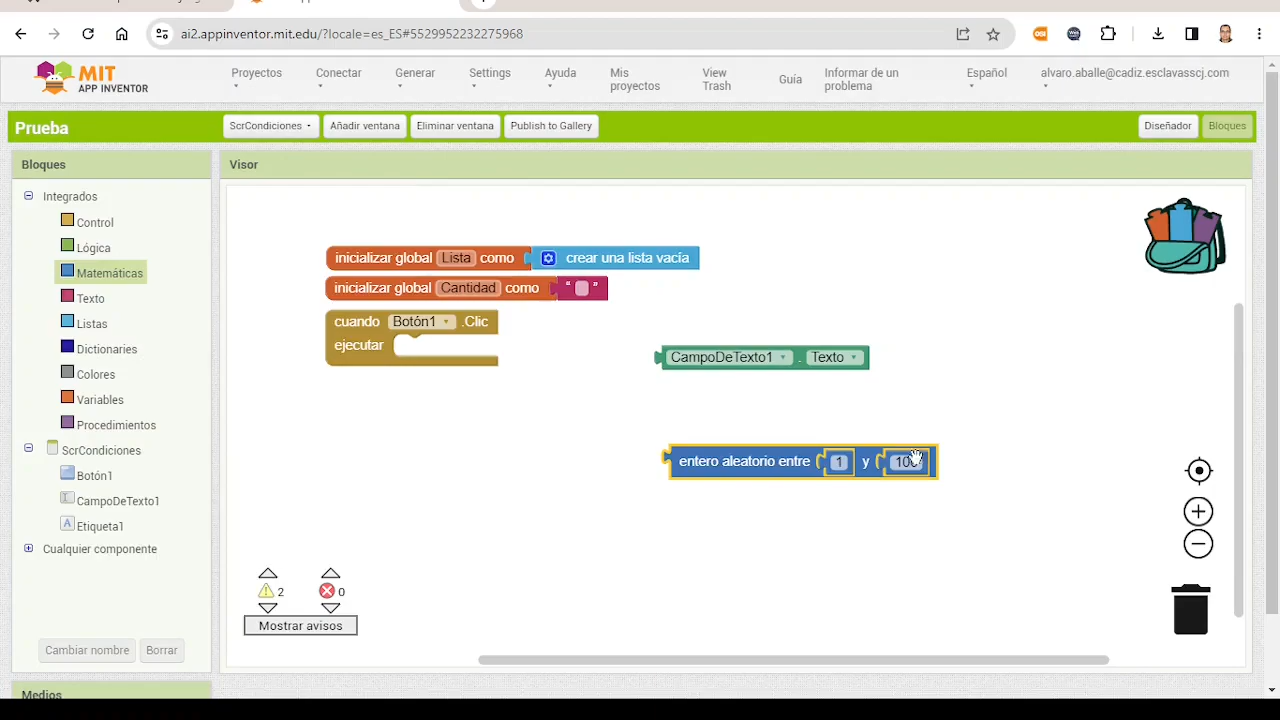 ai2.appinventor.mit.edu/?locale=es_ES#5529952232275968
MIT
APP INVENTOR
Proyectos
Conectar
Generar
Settings
Ayuda
Mis
proyectos
View
Trash
Guía
Informar de un
problema
Español
alvaro.aballe@cadiz.esclavasscj.com
Prueba
ScrCondiciones
Añadir ventana
Eliminar ventana
Publish to Gallery
Diseñador
Bloques
Bloques
Visor
Integrados
Control
Lógica
Matemáticas
Texto
Listas
Dictionaries
Colores
Variables
Procedimientos
ScrCondiciones
Botón1
CampoDeTexto1
Etiqueta1
Cualquier componente
Cambiar nombre
Borrar
Medios
inicializar global Lista como crear una lista vacía
inicializar global Cantidad como “ ”
cuando Botón1 .Clic
ejecutar
CampoDeTexto1 . Texto
entero aleatorio entre 1 y
2
0
Mostrar avisos